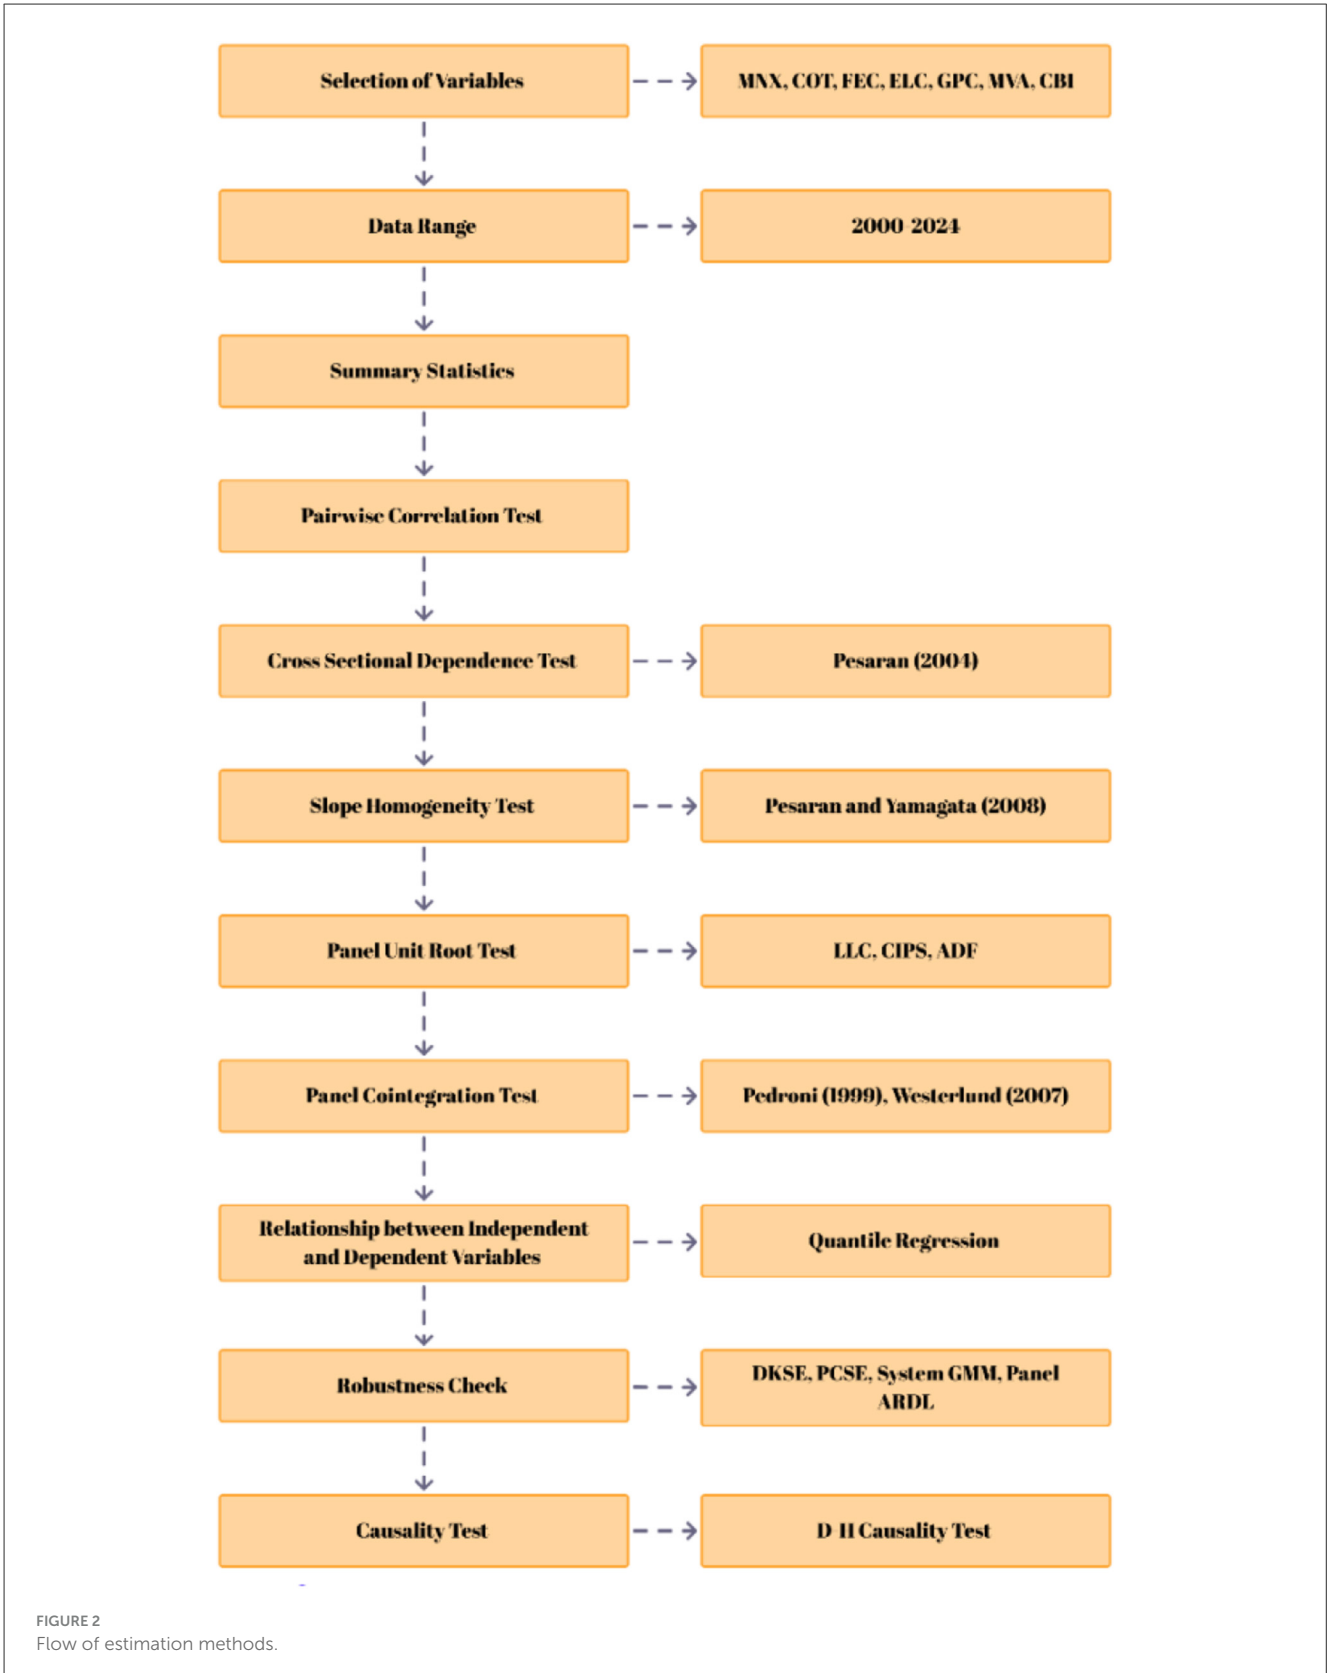 Selection of Variables
MNX, COT, FEC, ELC, GPC, MVA, CBI
Data Range
2000-2024
Summary Statistics
Pairwise Correlation Test
Cross Sectional Dependence Test
Pesaran (2004)
Slope Homogeneity Test
Pesaran and Yamagata (2008)
Panel Unit Root Test
LLC, CIPS, ADF
Panel Cointegration Test
Pedroni (1999), Westerlund (2007)
Relationship between Independent
and Dependent Variables
Quantile Regression
Robustness Check
DKSE, PCSE, System GMM, Panel
ARDL
Causality Test
D-H Causality Test
FIGURE 2
Flow of estimation methods.